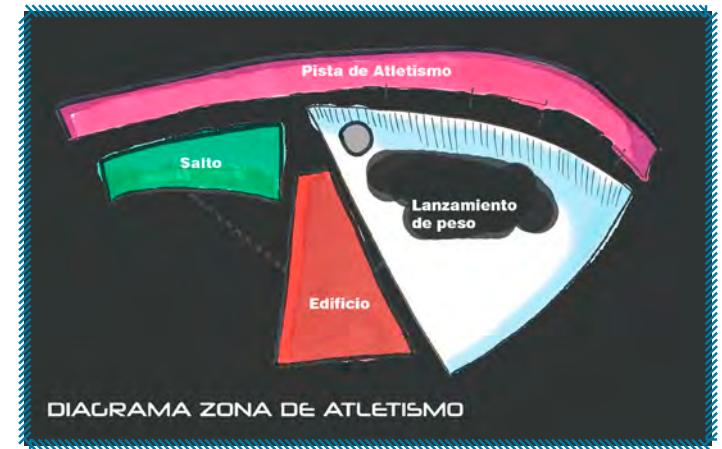 Pista de Atletismo
Salto
Lanzamiento
de peso
Edificio
DIAGRAMA ZONA DE ATLETISMO